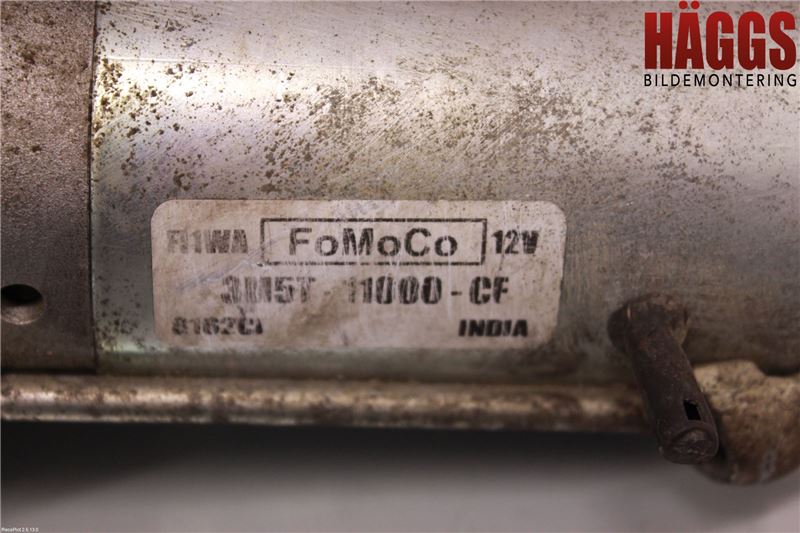 HÄGGS
BILDEMONTERING
FoMoCo 12V
3M5T-11000-CF
INDIA